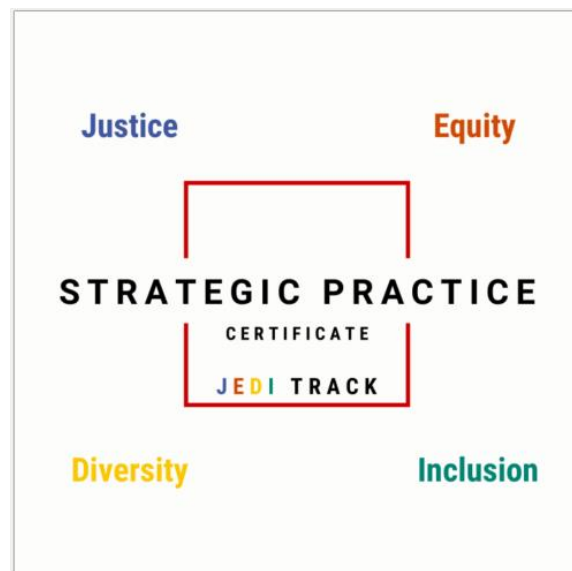 Justice
Equity
STRATEGIC PRACTICE
CERTIFICATE
JEDI TRACK
Diversity
Inclusion